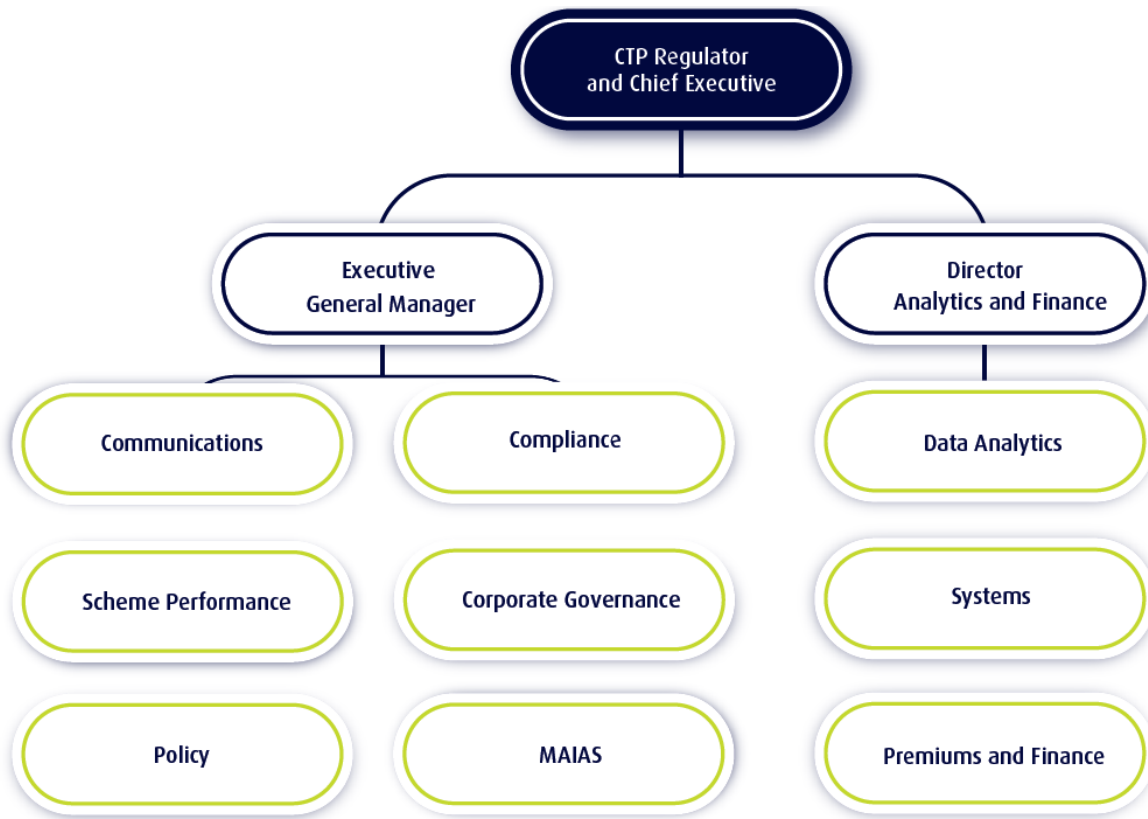 CTP Regulator
and Chief Executive
Executive
General Manager
Director
Analytics and Finance
Communications
Compliance
Data Analytics
Scheme Performance
Corporate Governance
Systems
Policy
MAIAS
Premiums and Finance